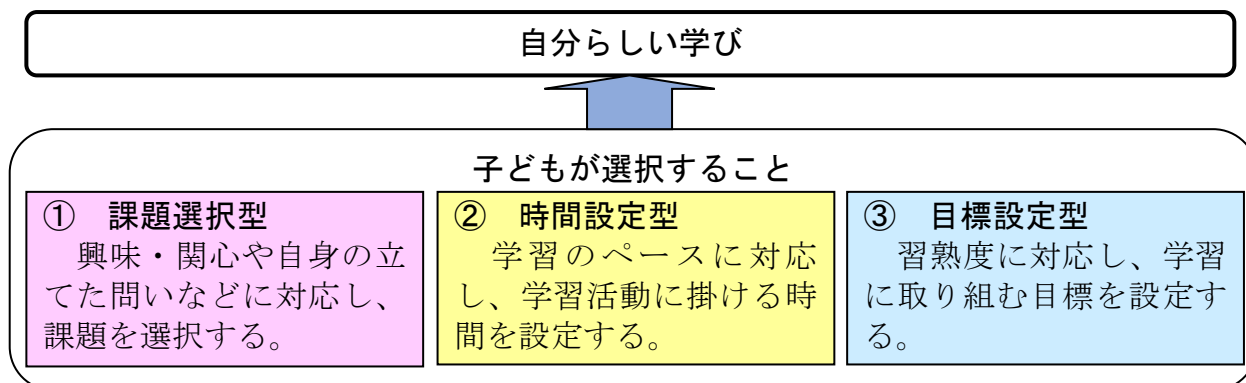 自分らしい学び
子どもが選択すること
① 課題選択型
興味・関心や自身の立
てた問いなどに対応し、
課題を選択する。
② 時間設定型
学習のペースに対応
し、学習活動に掛ける時
間を設定する。
③ 目標設定型
習熟度に対応し、学習
に取り組む目標を設定す
る。